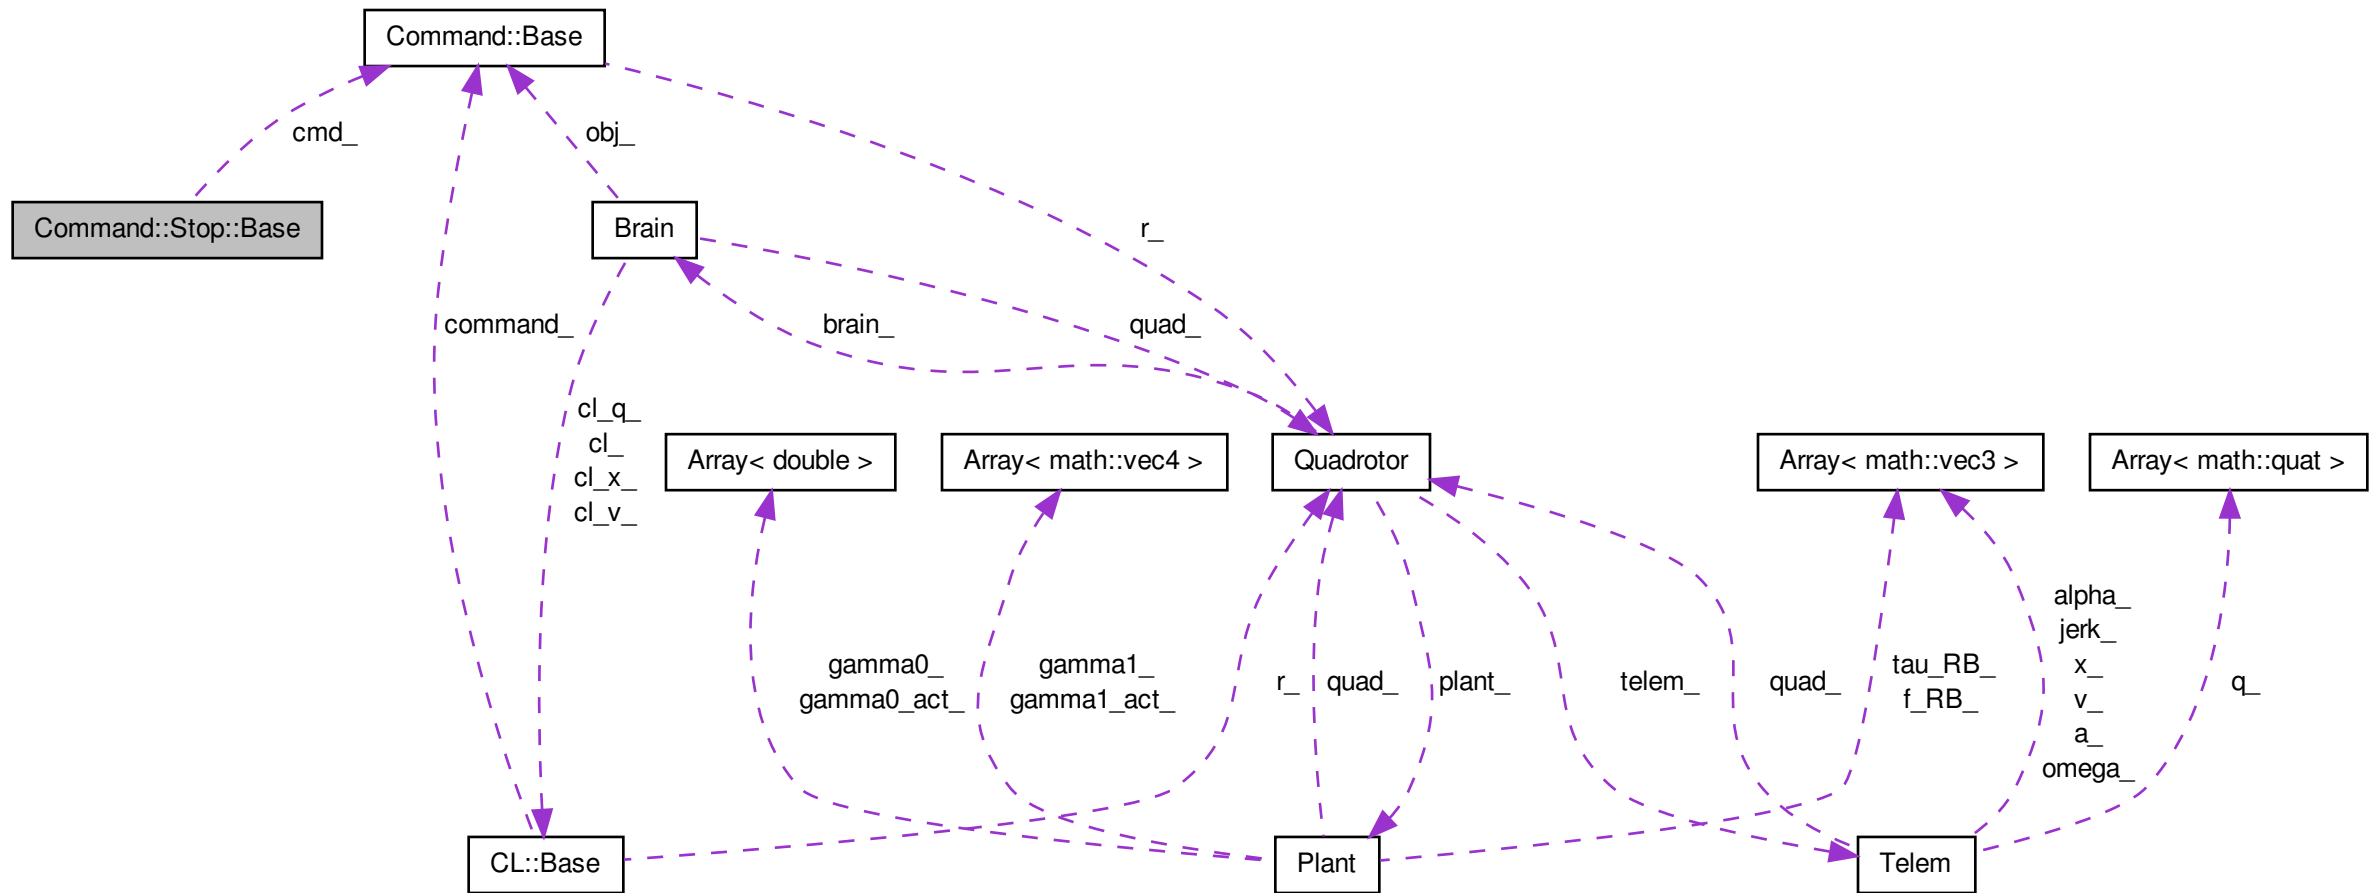 Command::Base
cmd_
obj_
Command::Stop::Base
Brain
r_
command_
brain_
quad_
cl_q_
cl_
cl_x_
cl_v_
Array< double >
Array< math::vec4 >
Quadrotor
Array< math::vec3 >
Array< math::quat >
gamma0_
gamma0_act_
gamma1_
gamma1_act_
r_
quad_
plant_
telem_
quad_
tau_RB_
f_RB_
alpha_
jerk_
x_
v_
a_
omega_
q_
CL::Base
Plant
Telem